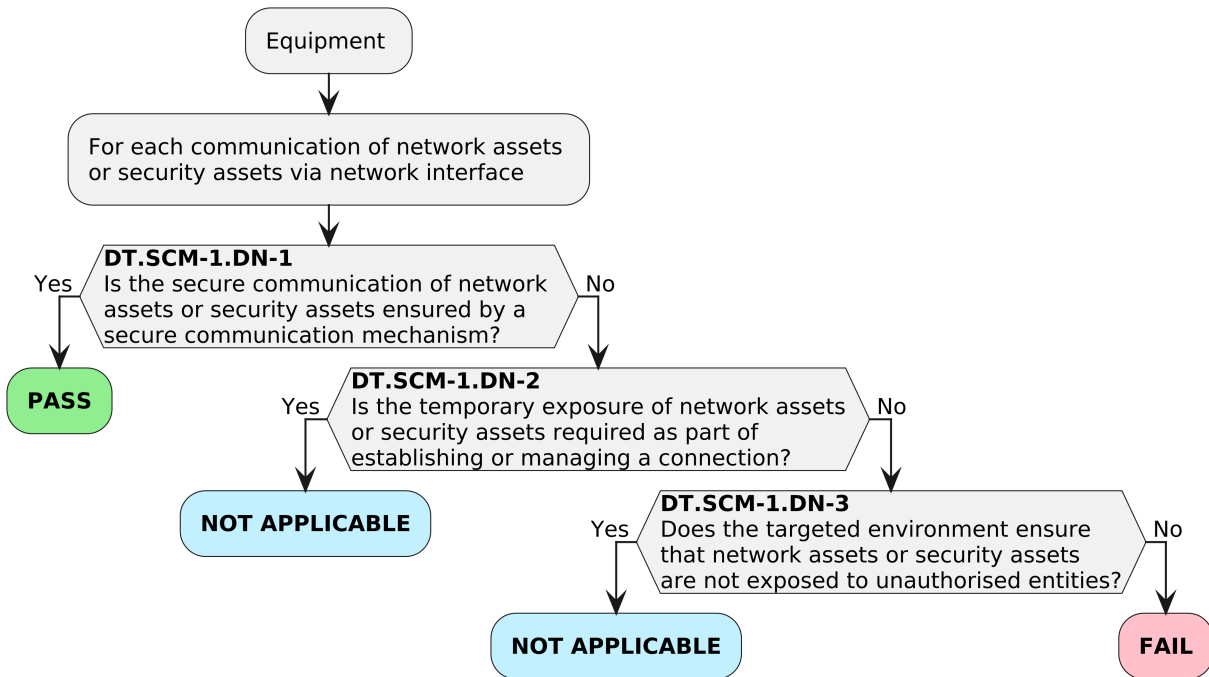 Equipment
For each communication of network assets
or security assets via network interface
DT.SCM-1.DN-1
Is the secure communication of network
assets or security assets ensured by a
secure communication mechanism?
Yes
No
PASS
DT.SCM-1.DN-2
Is the temporary exposure of network assets
or security assets required as part of
establishing or managing a connection?
Yes
No
NOT APPLICABLE
DT.SCM-1.DN-3
Does the targeted environment ensure
that network assets or security assets
are not exposed to unauthorised entities?
Yes
No
NOT APPLICABLE
FAIL